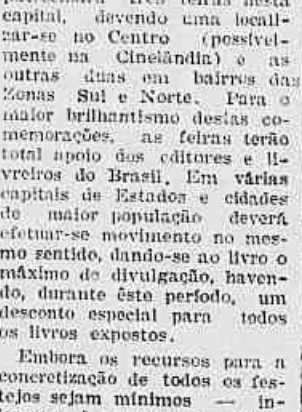 três feiras nesta
capital, devendo uma locali-
zar-se no Centro (possivel-
mente na Cinelândia) e as
outras duas em bairros das
Zonas Sul e Norte. Para o
maior brilhantismo destas co-
memorações, as feiras terão
total apoio dos editores e li-
vreiros do Brasil. Em várias
capitais de Estados e cidades
de maior população deverá
efetuar-se movimento no mes-
mo sentido, dando-se ao livro o
máximo de divulgação, haven-
do, durante êste período, um
desconto especial para todos
os livros expostos.
Embora os recursos para a
concretização de todos os fes-
tejos sejam mínimos — in-